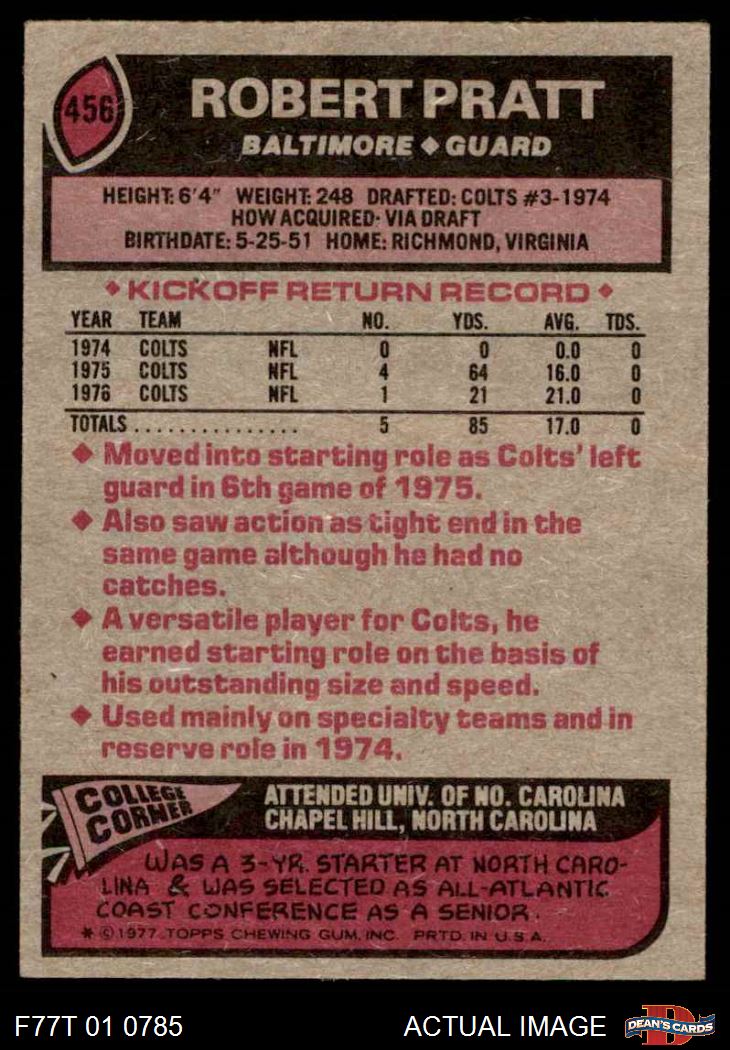 456
ROBERT PRATT
BALTIMORE ◆ GUARD
HEIGHT: 6'4" WEIGHT: 248 DRAFTED: COLTS #3-1974
HOW ACQUIRED: VIA DRAFT
BIRTHDATE: 5-25-51 HOME: RICHMOND, VIRGINIA
◆ KICKOFF RETURN RECORD ◆
YEAR TEAM NO. YDS. AVG. TDS.
1974 COLTS NFL 0 0 0.0 0
1975 COLTS NFL 4 64 16.0 0
1976 COLTS NFL 1 21 21.0 0
TOTALS ............... 5 85 17.0 0
◆ Moved into starting role as Colts' left
guard in 6th game of 1975.
◆ Also saw action as tight end in the
same game although he had no
catches.
◆ A versatile player for Colts, he
earned starting role on the basis of
his outstanding size and speed.
◆ Used mainly on specialty teams and in
reserve role in 1974.
COLLEGE
CORNER
ATTENDED UNIV. OF NO. CAROLINA
CHAPEL HILL, NORTH CAROLINA
WAS A 3-YR. STARTER AT NORTH CARO-
LINA & WAS SELECTED AS ALL-ATLANTIC
COAST CONFERENCE AS A SENIOR.
* © 1977 TOPPS CHEWING GUM, INC. PRTD. IN U.S.A.
F77T 01 0785
ACTUAL IMAGE
D
DEAN'S CARDS